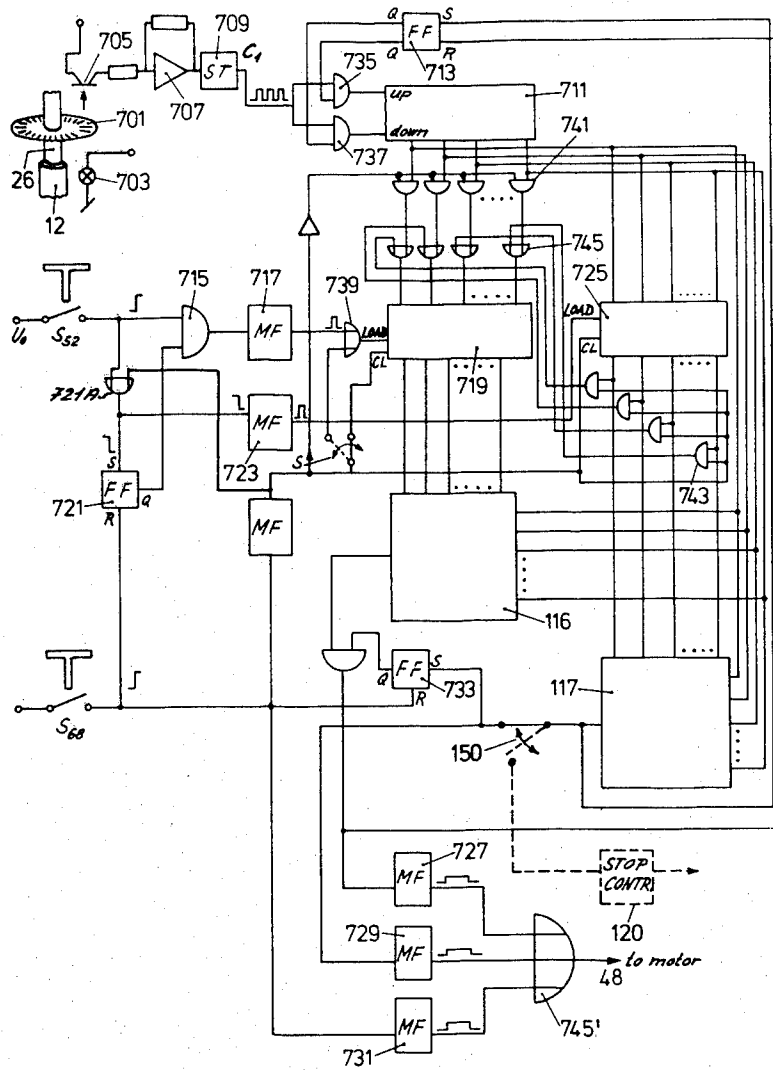 705
709
C1
Q
FF
S
Q
R
713
735
ST
707
701
UP
711
down
737
741
26
703
12
745
715
717
725
739
MF
LOAD
LOAD
CL
U0
S52
719
CL
721A
MF
723
S
743
S
FF
Q
721
R
MF
116
FF
S
Q
733
R
117
S68
150
727
MF
STOP
CONTR
120
729
MF
to motor
48
MF
731
745'